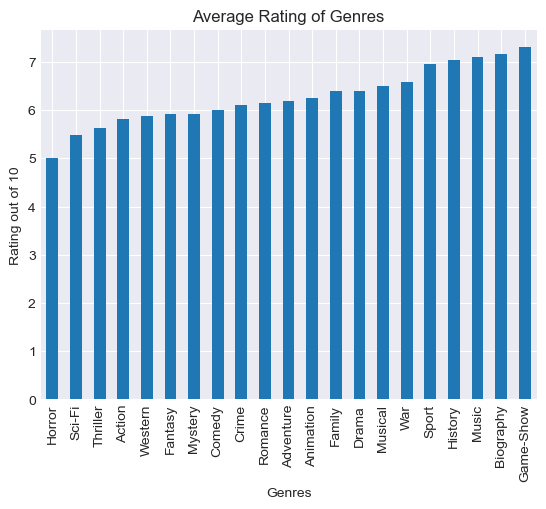 Average Rating of Genres
Rating out of 10
7
6
5
4
3
2
1
0
Horror
Sci-Fi
Thriller
Action
Western
Fantasy
Mystery
Comedy
Crime
Romance
Adventure
Animation
Family
Drama
Musical
War
Sport
History
Music
Biography
Game-Show
Genres